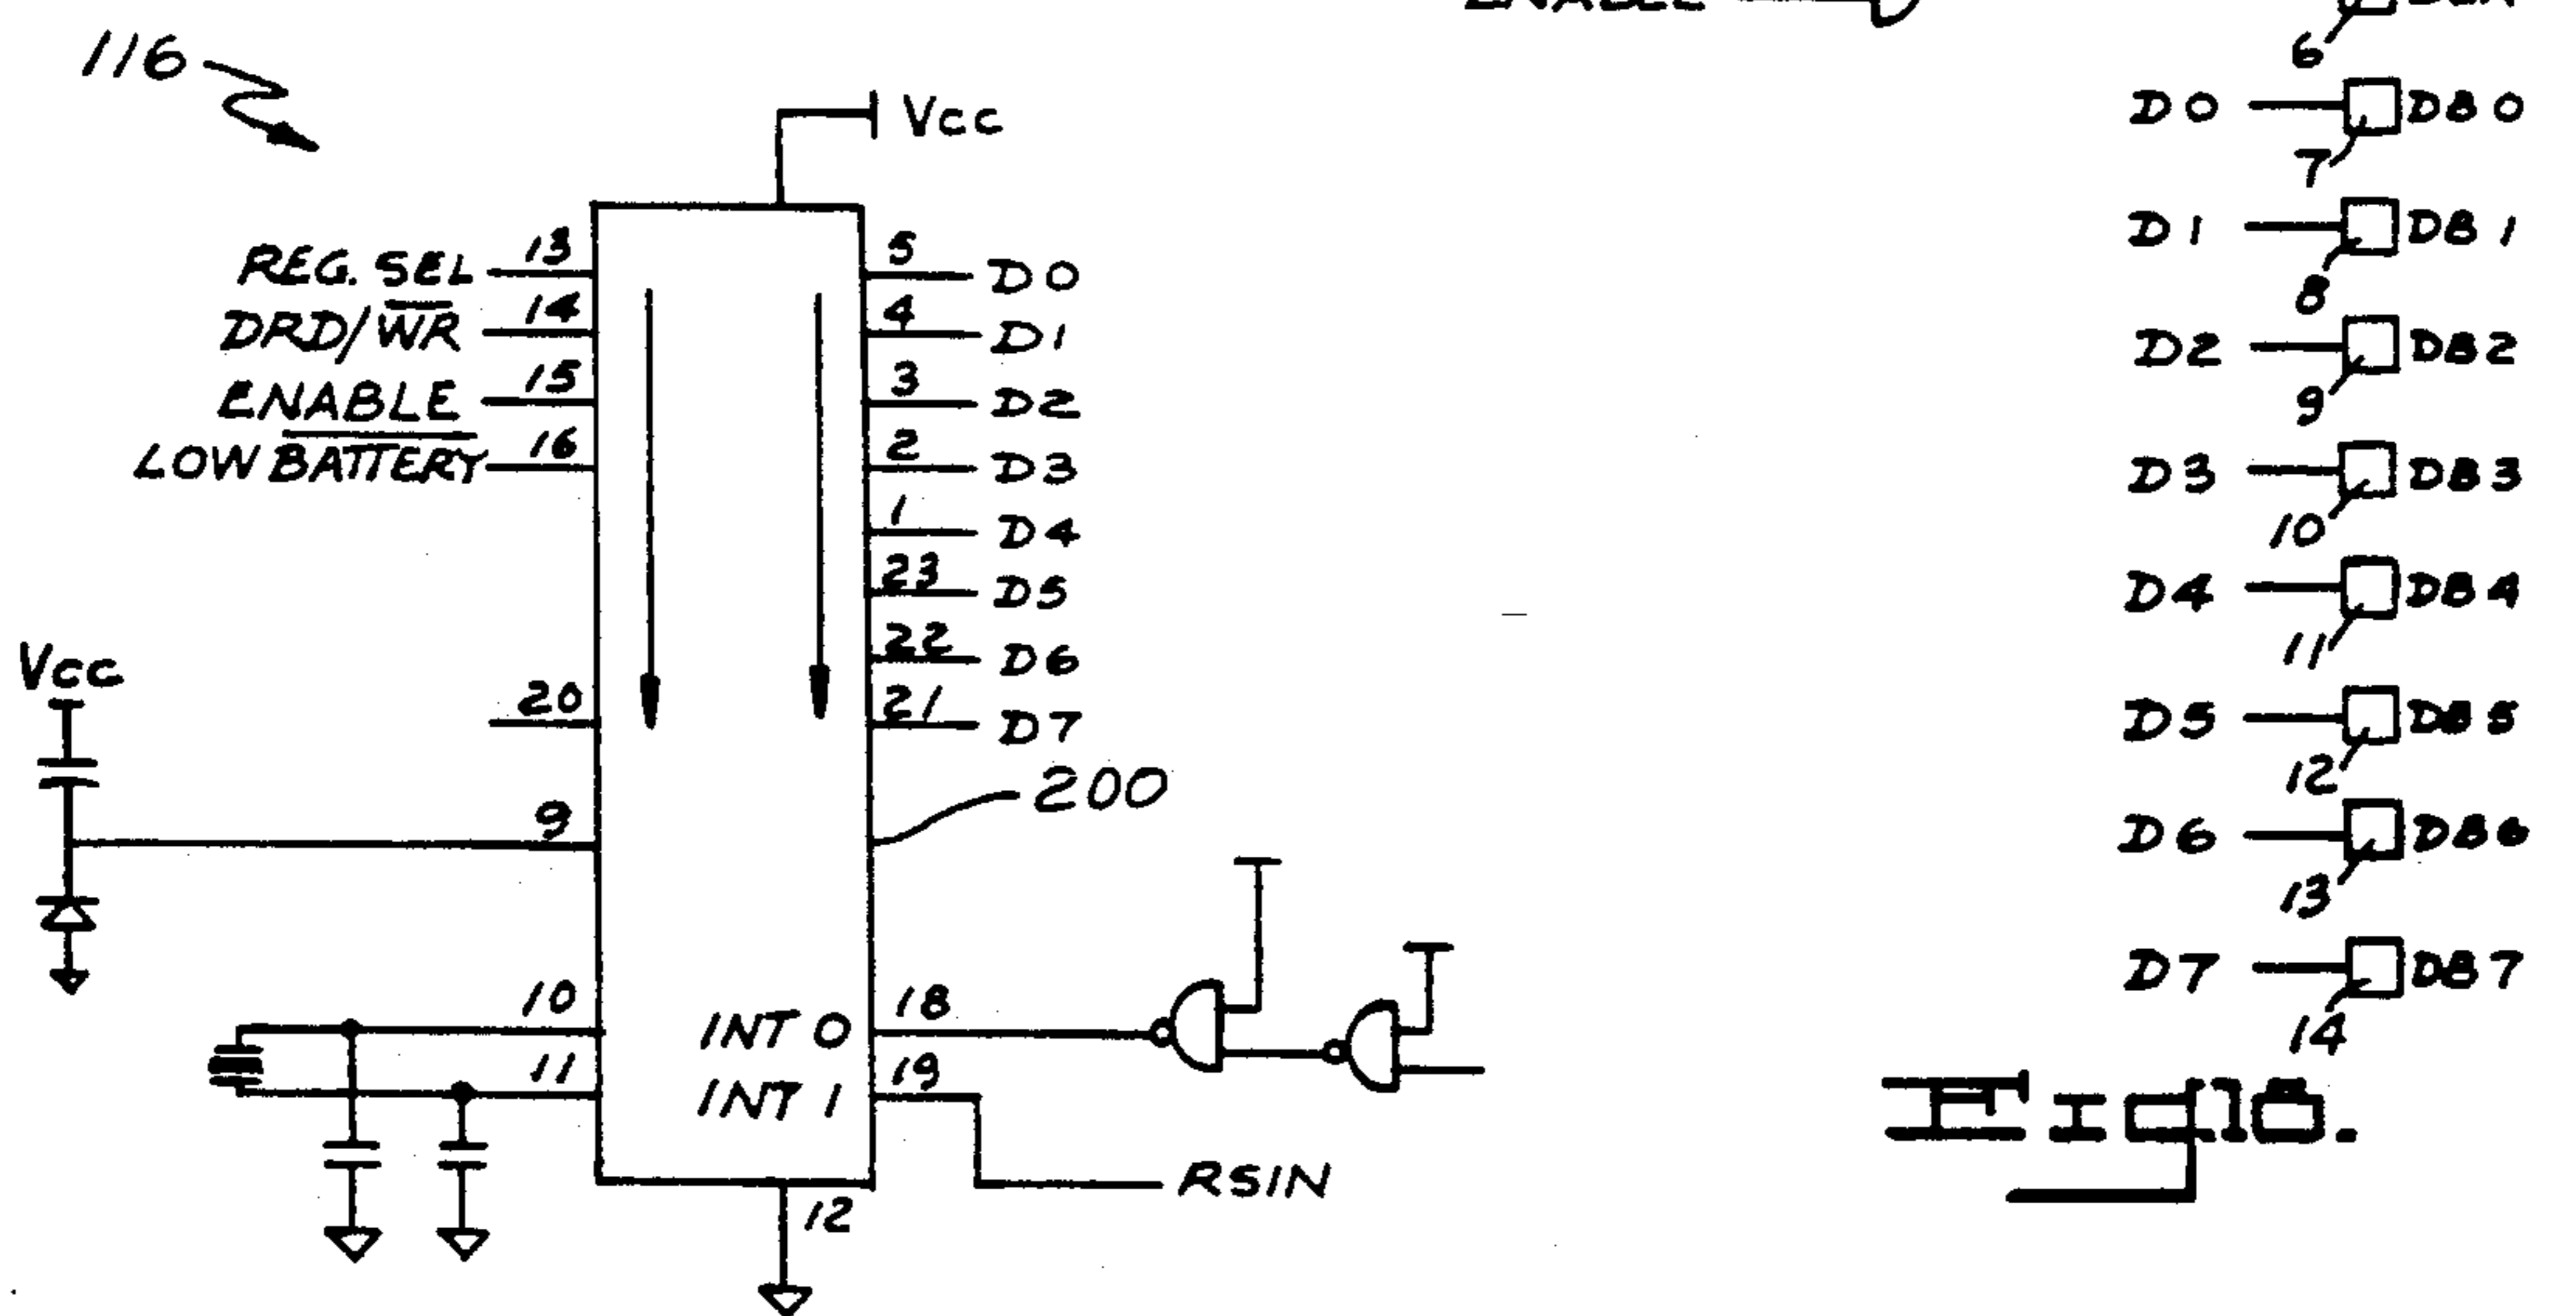 ENABLE
6
116
Vcc
D0 DB0
7
REG. SEL 13
5 D0
D1 DB1
8
DRD/WR 14
4 D1
D2 DB2
9
ENABLE 15
3 D2
LOW BATTERY 16
2 D3
D3 DB3
10
1 D4
23 D5
D4 DB4
11
22 D6
Vcc
20
21 D7
D5 DB5
12
200
9
D6 DB6
13
10
INT 0 18
D7 DB7
14
11
INT 1 19
RSIN
12